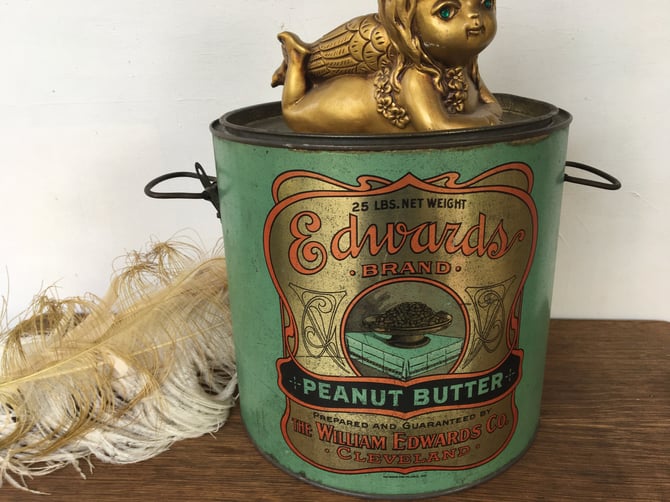 25 LBS. NET WEIGHT
Edwards
· BRAND ·
PEANUT BUTTER
PREPARED AND GUARANTEED BY
THE WILLIAM EDWARDS CO.
· CLEVELAND ·